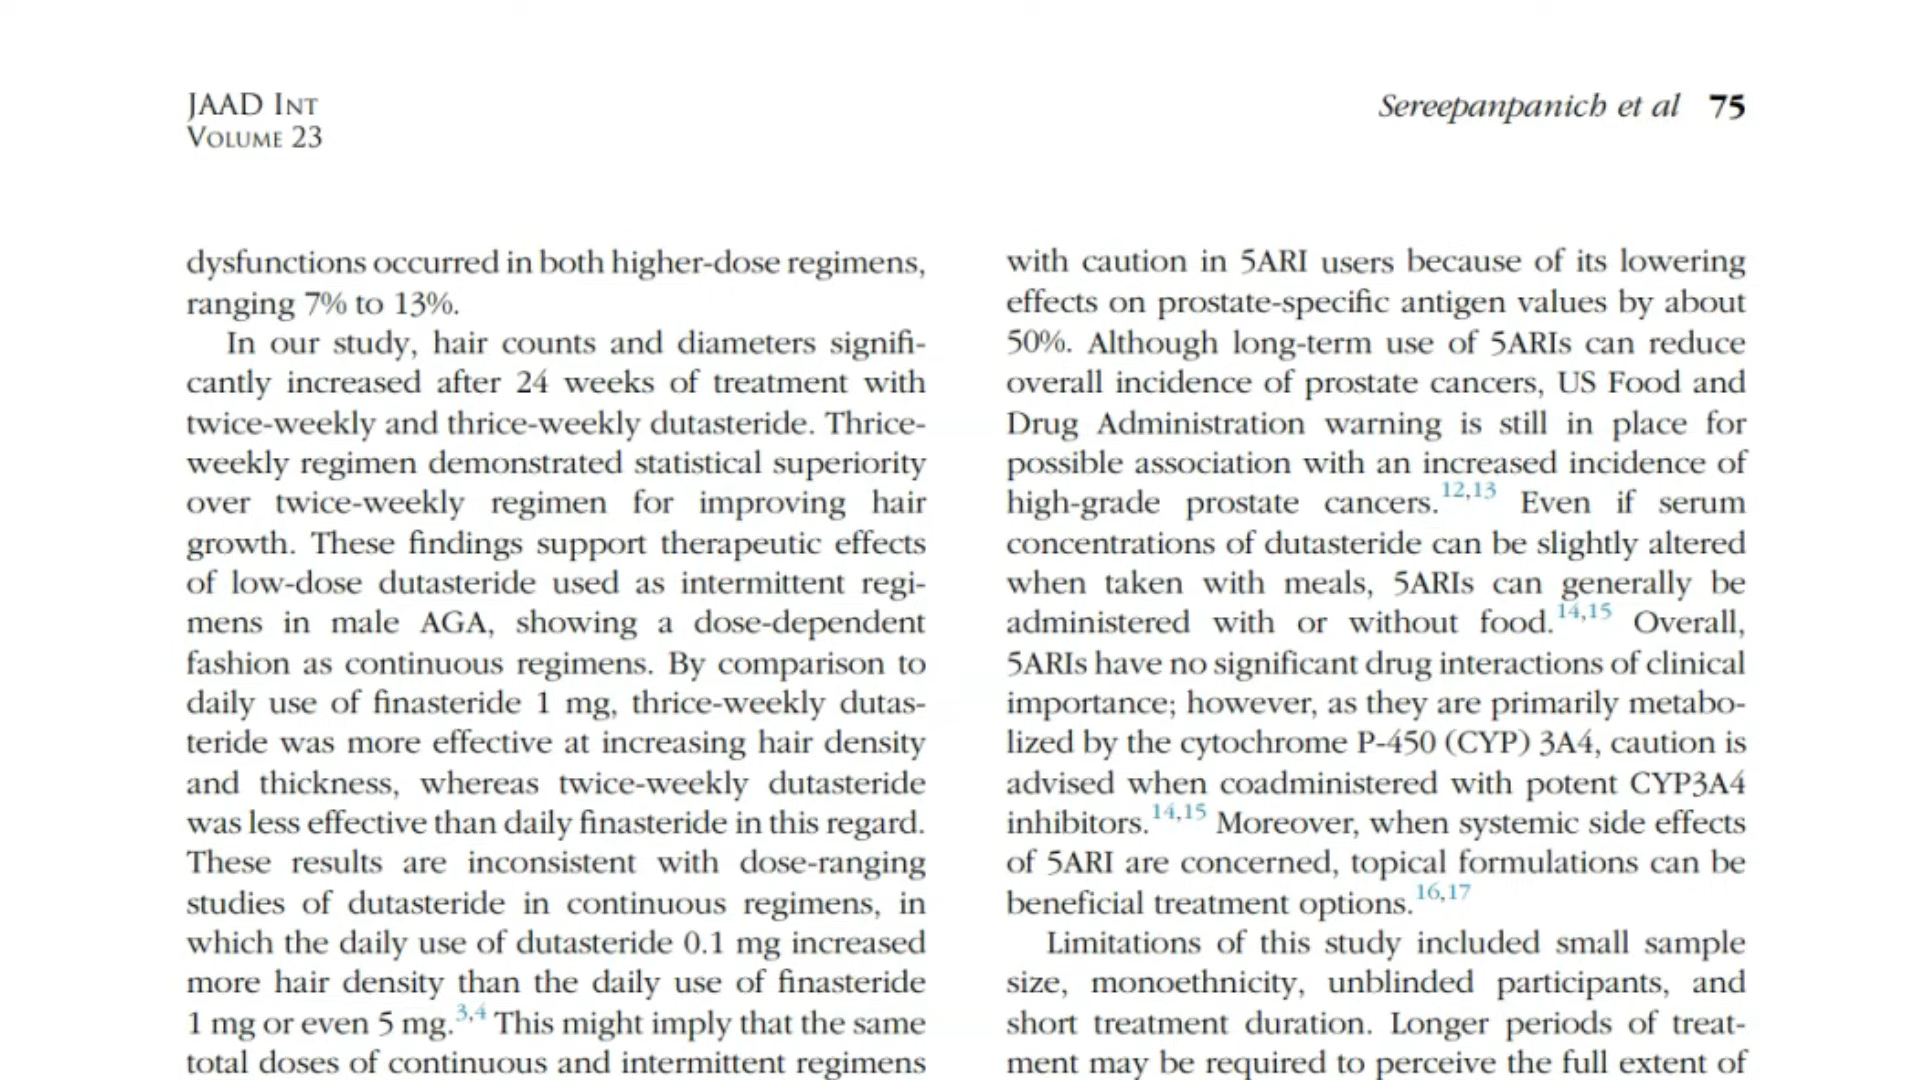 JAAD INT
VOLUME 23
Sereepanpanich et al 75
dysfunctions occurred in both higher-dose regimens,
ranging 7% to 13%.
In our study, hair counts and diameters signifi-
cantly increased after 24 weeks of treatment with
twice-weekly and thrice-weekly dutasteride. Thrice-
weekly regimen demonstrated statistical superiority
over twice-weekly regimen for improving hair
growth. These findings support therapeutic effects
of low-dose dutasteride used as intermittent regi-
mens in male AGA, showing a dose-dependent
fashion as continuous regimens. By comparison to
daily use of finasteride 1 mg, thrice-weekly dutas-
teride was more effective at increasing hair density
and thickness, whereas twice-weekly dutasteride
was less effective than daily finasteride in this regard.
These results are inconsistent with dose-ranging
studies of dutasteride in continuous regimens, in
which the daily use of dutasteride 0.1 mg increased
more hair density than the daily use of finasteride
1 mg or even 5 mg.3,4 This might imply that the same
total doses of continuous and intermittent regimens
with caution in 5ARI users because of its lowering
effects on prostate-specific antigen values by about
50%. Although long-term use of 5ARIs can reduce
overall incidence of prostate cancers, US Food and
Drug Administration warning is still in place for
possible association with an increased incidence of
high-grade prostate cancers.12,13 Even if serum
concentrations of dutasteride can be slightly altered
when taken with meals, 5ARIs can generally be
administered with or without food.14,15 Overall,
5ARIs have no significant drug interactions of clinical
importance; however, as they are primarily metabo-
lized by the cytochrome P-450 (CYP) 3A4, caution is
advised when coadministered with potent CYP3A4
inhibitors.14,15 Moreover, when systemic side effects
of 5ARI are concerned, topical formulations can be
beneficial treatment options.16,17
Limitations of this study included small sample
size, monoethnicity, unblinded participants, and
short treatment duration. Longer periods of treat-
ment may be required to perceive the full extent of